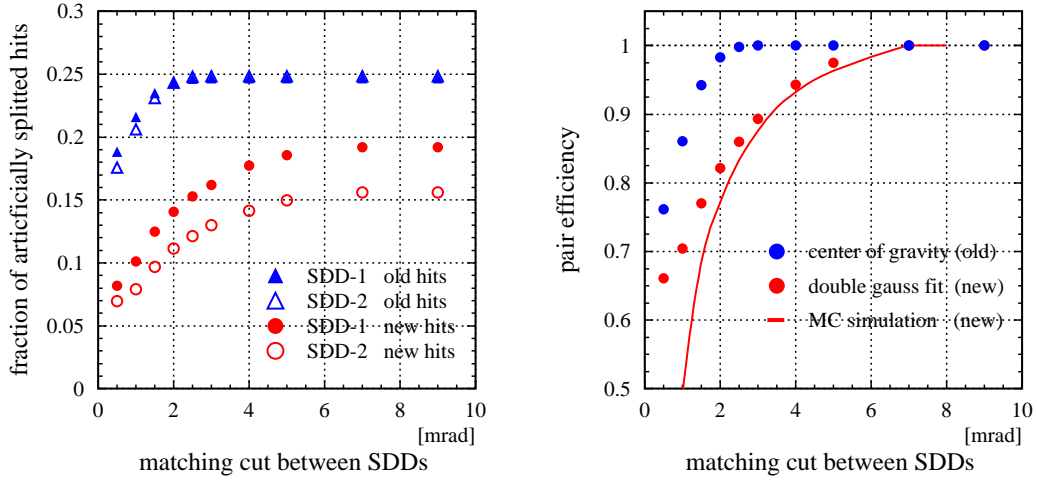 fraction of articficially splitted hits
0.3
0.25
0.2
0.15
0.1
0.05
0
SDD-1 old hits
SDD-2 old hits
SDD-1 new hits
SDD-2 new hits
0 2 4 6 8 10
[mrad]
matching cut between SDDs
pair efficiency
1
0.9
0.8
0.7
0.6
0.5
center of gravity (old)
double gauss fit (new)
MC simulation (new)
0 2 4 6 8 10
[mrad]
matching cut between SDDs